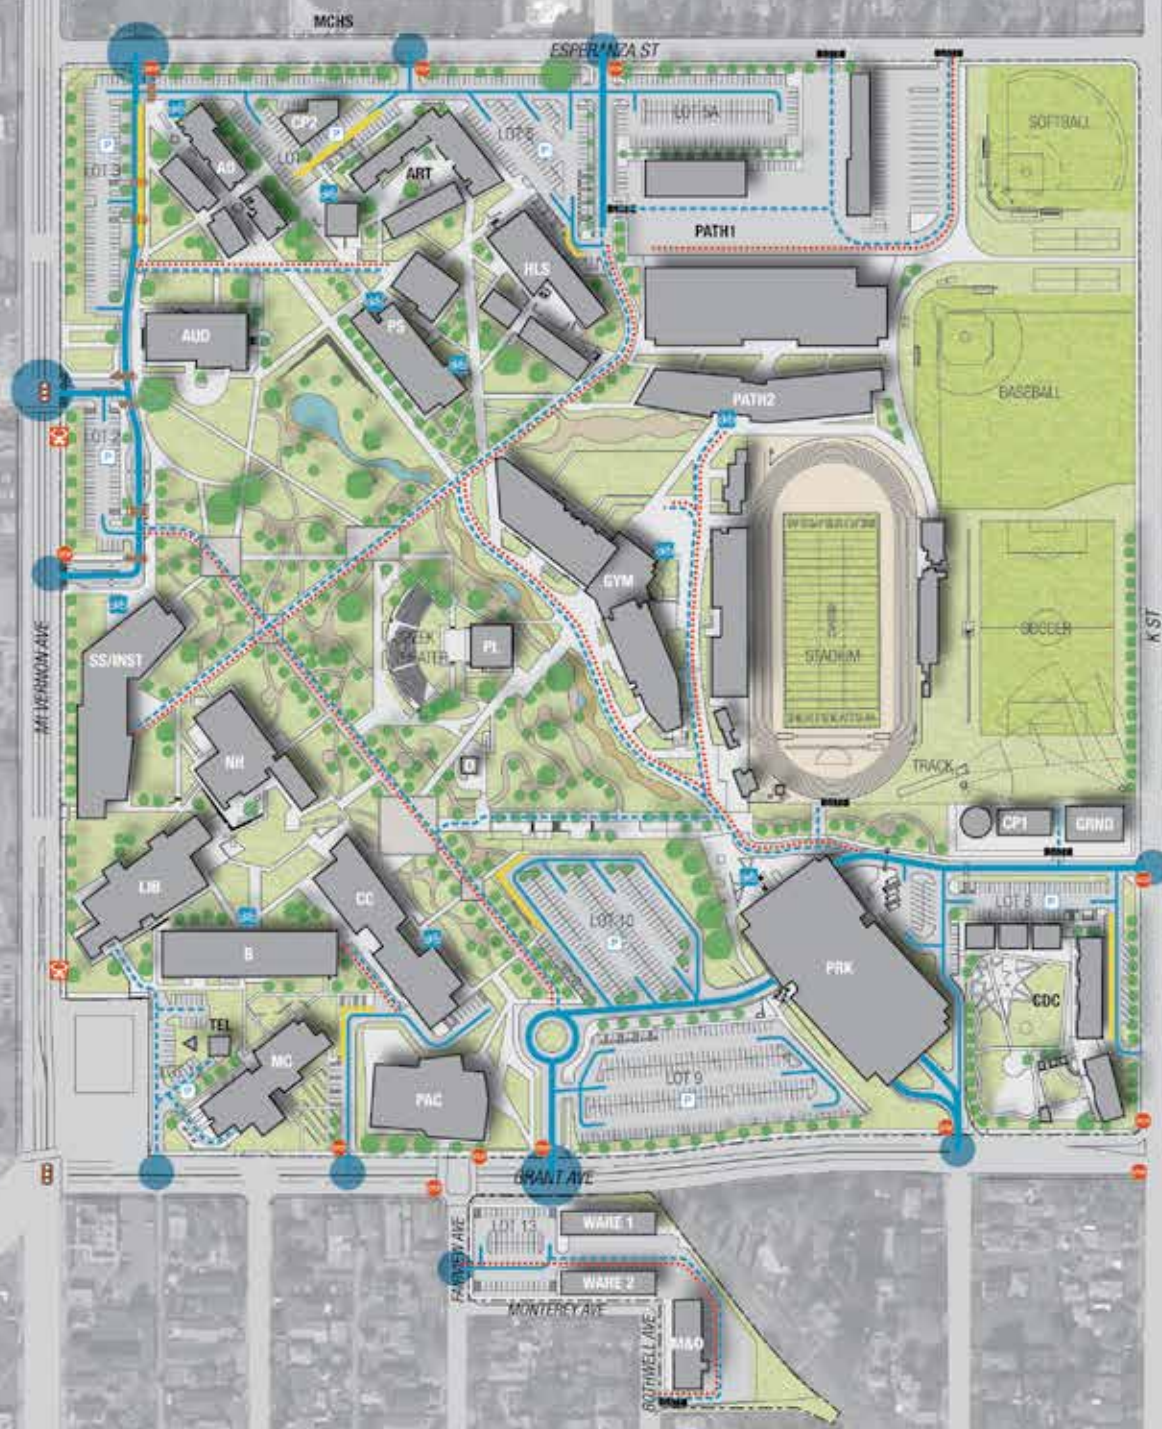 MCHS
ESPERANZA ST
CP2
P
LOT 5A
SOFTBALL
P
P
LOT 3
AD
ART
PATH1
HLS
AUD
PS
BASEBALL
PATH2
LOT 2
P
GYM
PL
GREEK
THEATER
STADIUM
SOCCER
K ST
SS/INST
MT VERNON AVE
NH
TRACK
CP1
GRND
LIB
CC
LOT 8
P
LOT 10
P
B
PRK
CDC
TEL
MC
P
PAC
LOT 9
P
GRANT AVE
LOT 13
WARE 1
FAIRVIEW AVE
WARE 2
MONTEREY AVE
BOTHWELL AVE
M&O